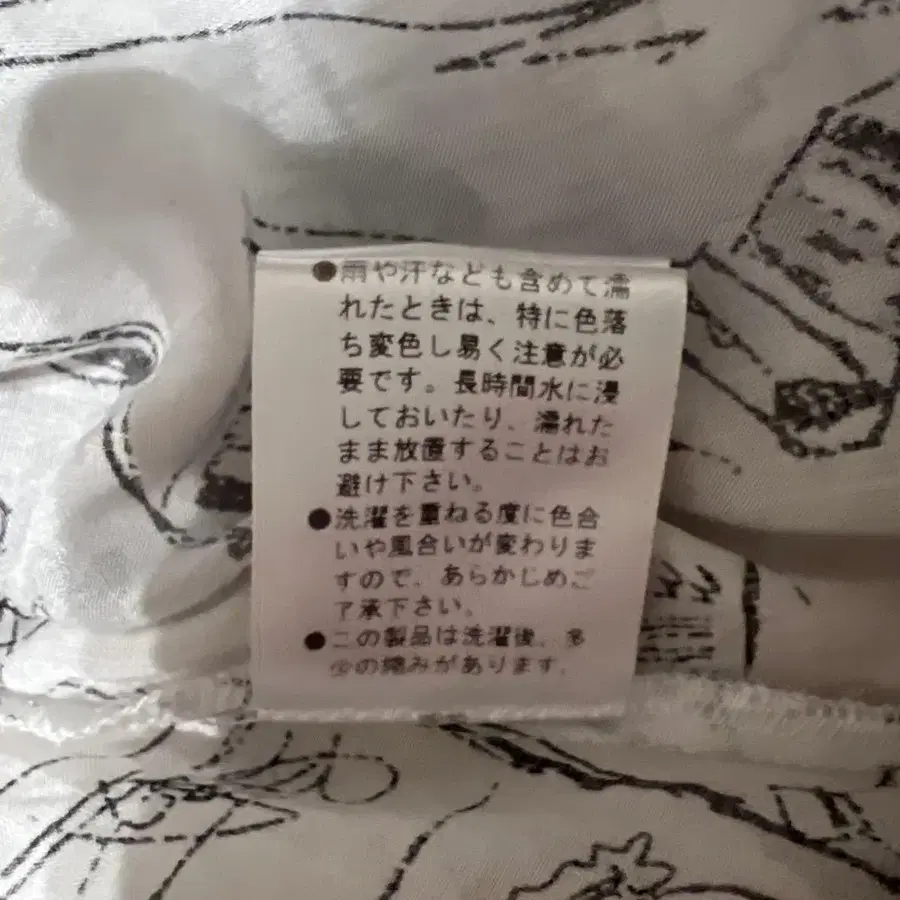 ●雨や汗なども含めて濡
れたときは、特に色落
ち変色し易く注意が必
要です。長時間水に浸
しておいたり、濡れた
まま放置することはお
避け下さい。
●洗濯を重ねる度に色合
いや風合いが変わりま
すので、あらかじめご
了承下さい。
●この製品は洗濯後、多
少の縮みがあります。